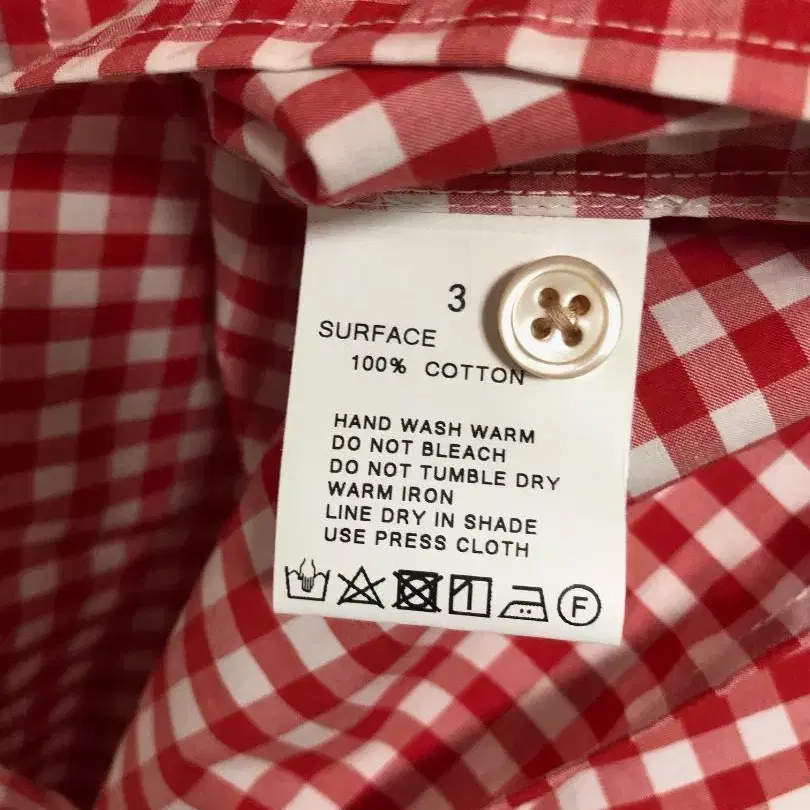 3
SURFACE
100% COTTON
HAND WASH WARM
DO NOT BLEACH
DO NOT TUMBLE DRY
WARM IRON
LINE DRY IN SHADE
USE PRESS CLOTH
F